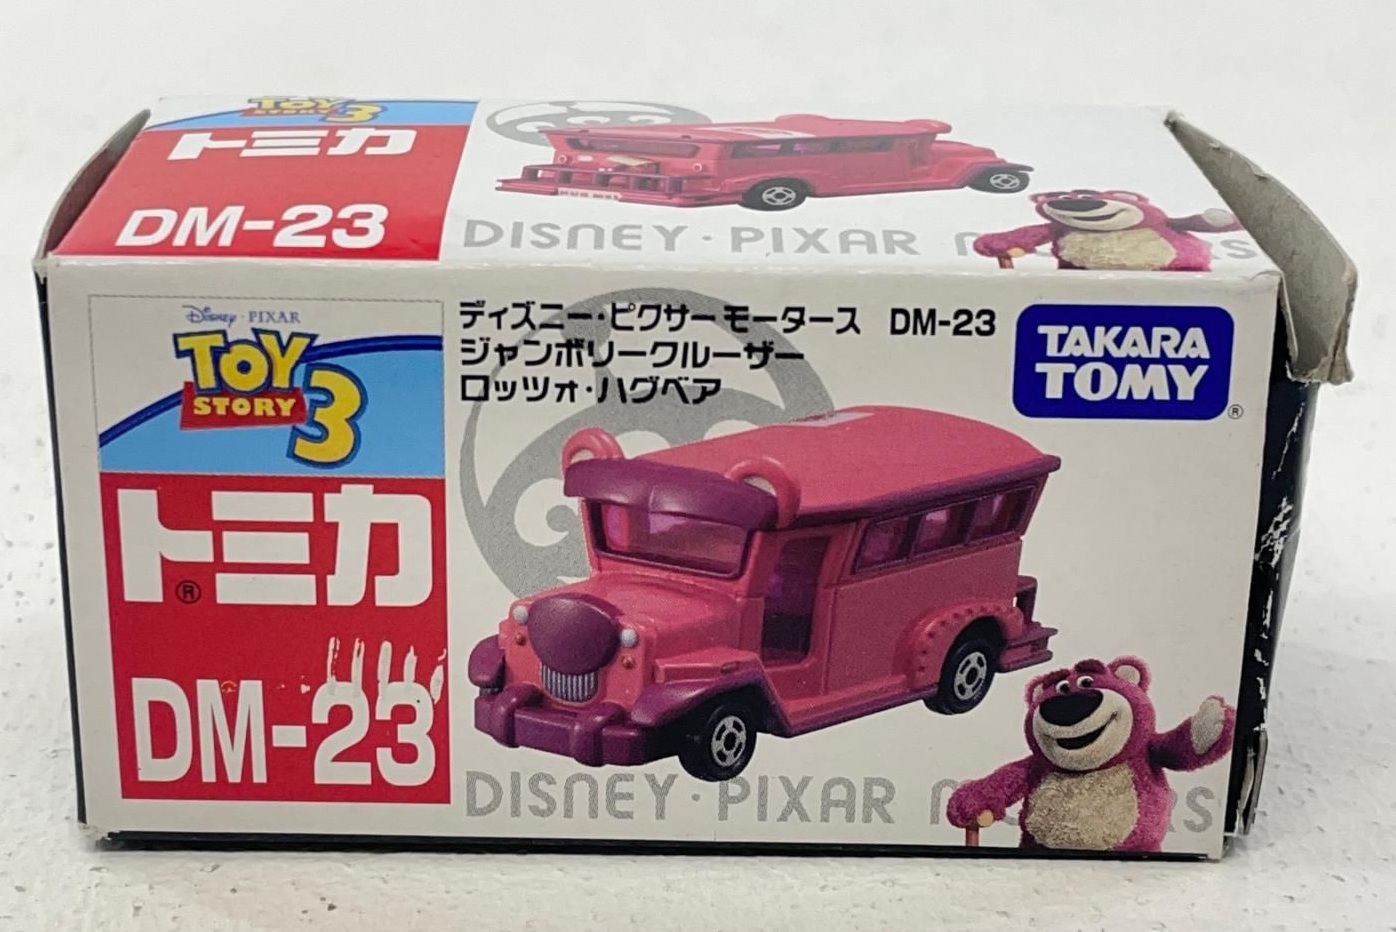 TOY
STORY 3
トミカ
DM-23
HUG ME!
DISNEY・PIXAR
Disney・PIXAR
TOY
STORY 3
トミカ
®
DM-23
ディズニー・ピクサー モータース DM-23
ジャンボリークルーザー
ロッツォ・ハグベア
TAKARA
TOMY
®
DISNEY・PIXAR